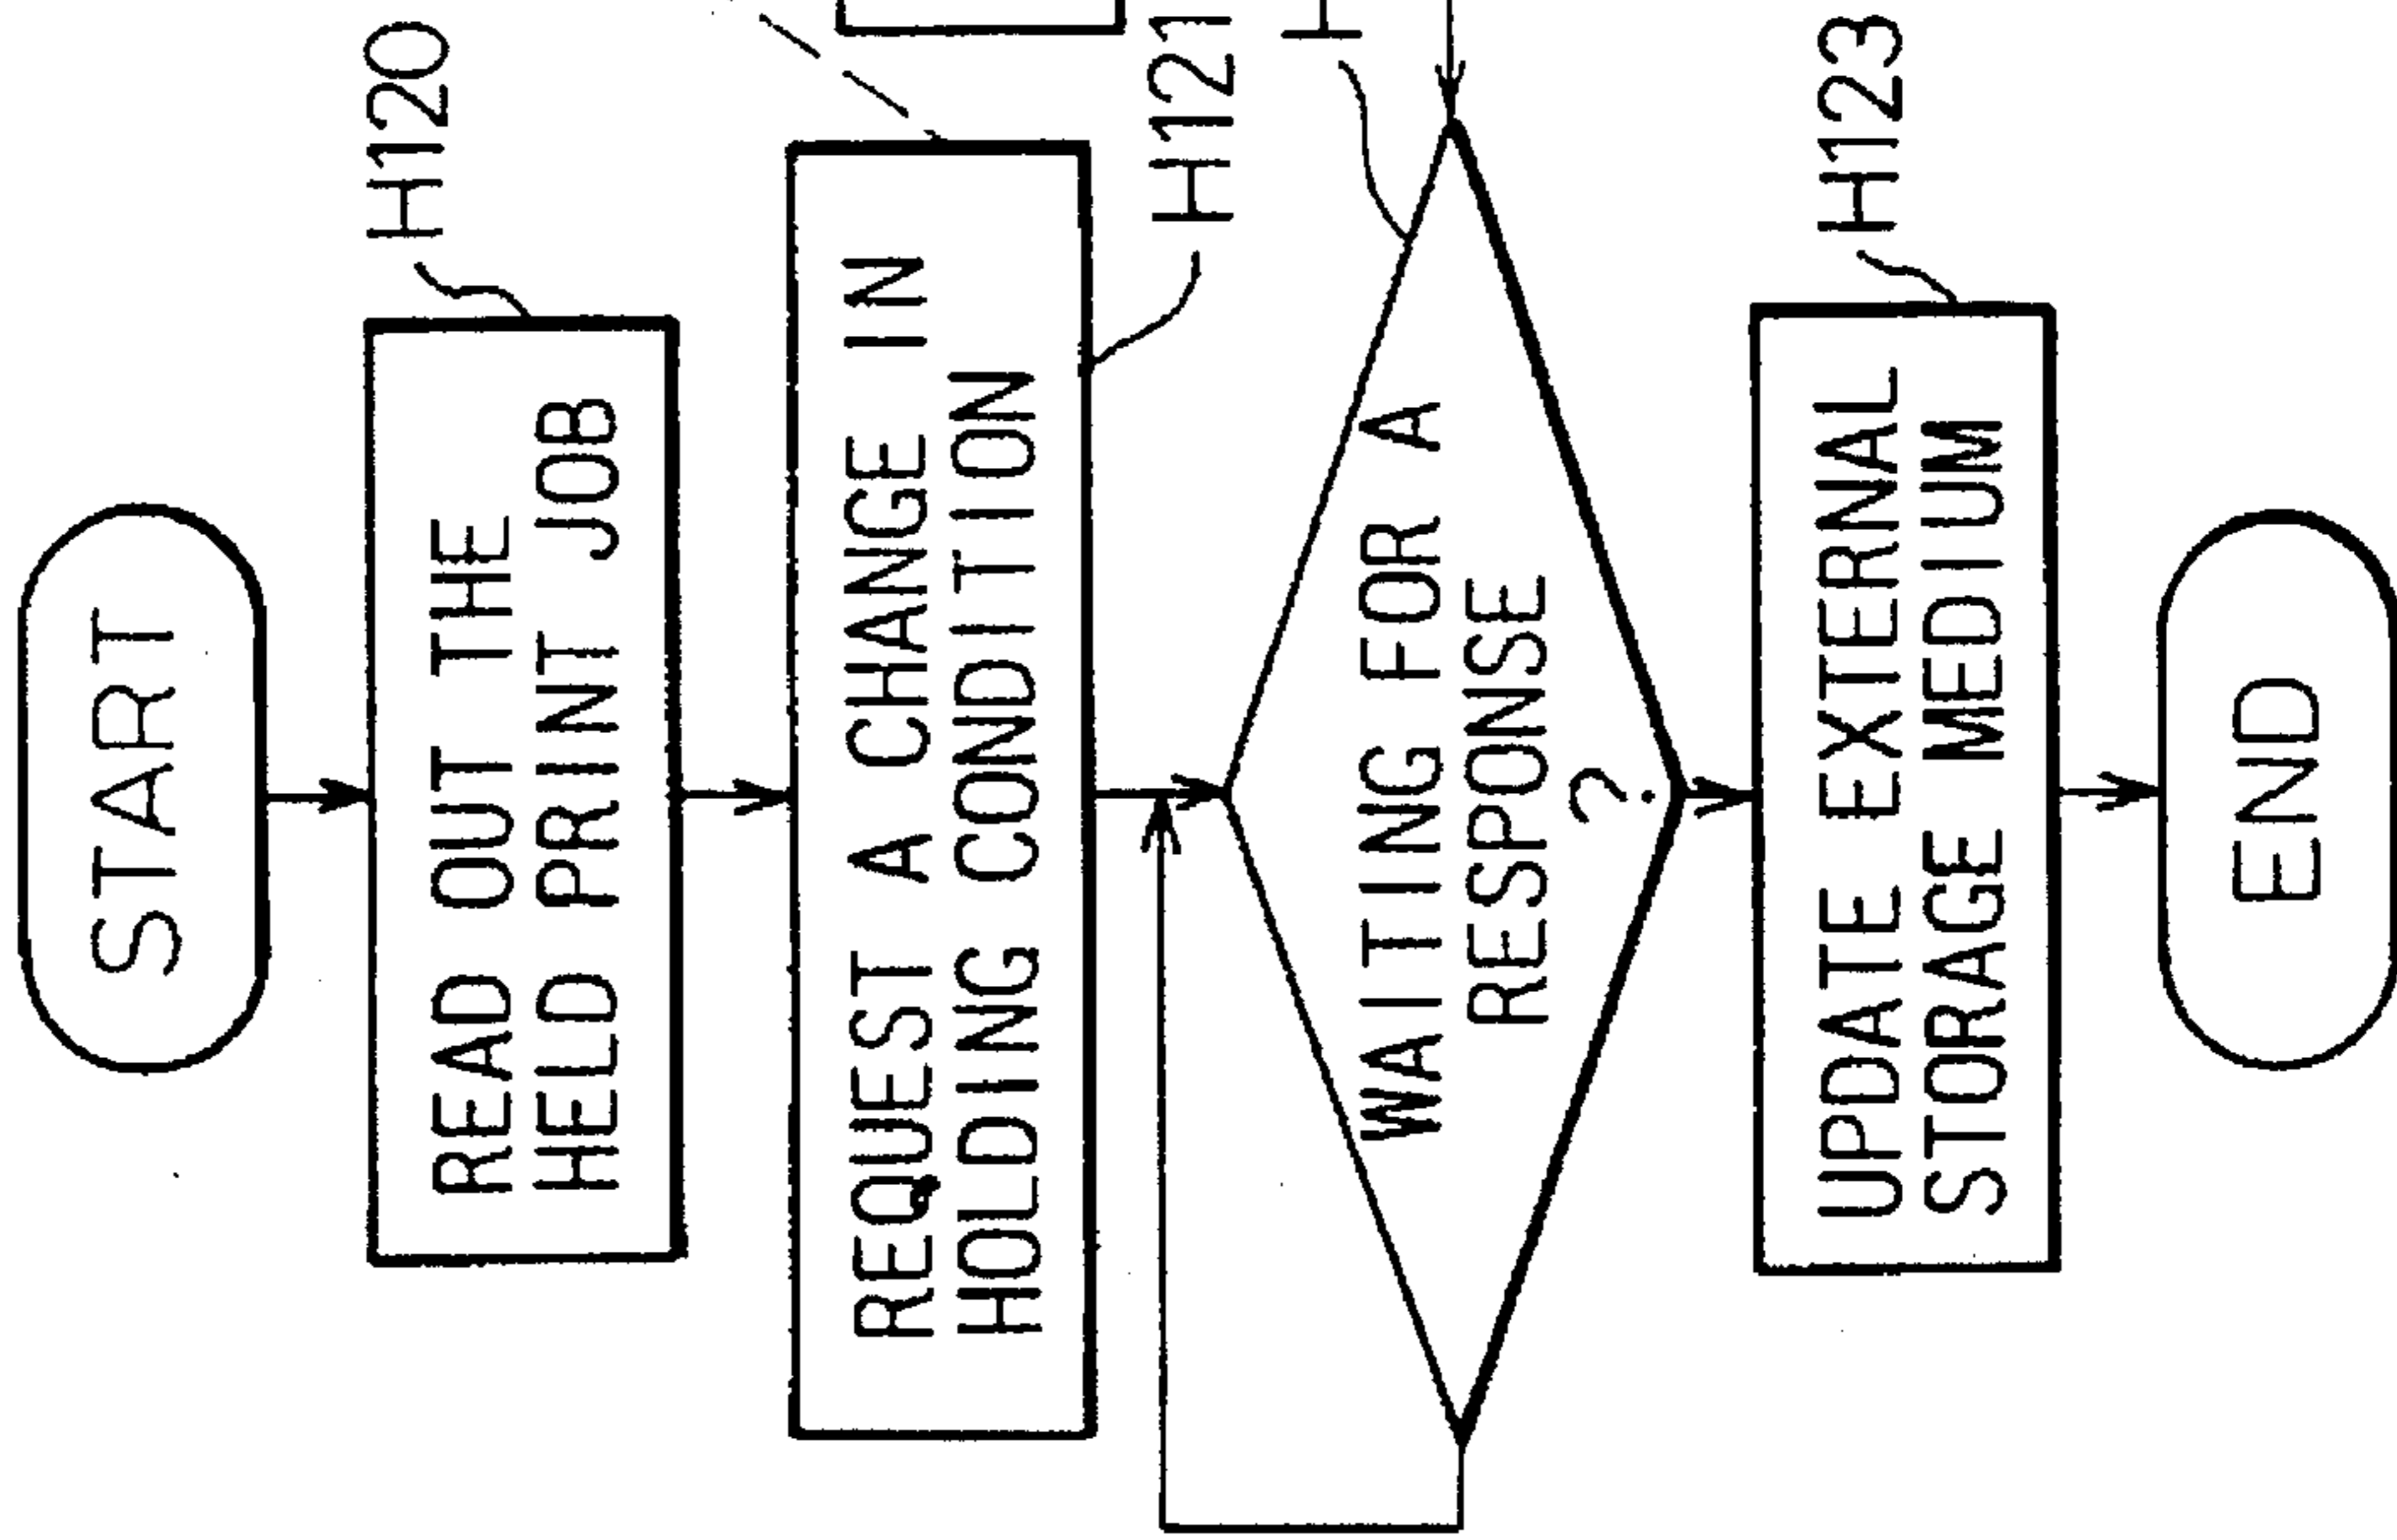 START
H120
READ OUT THE
HELD PRINT JOB
REQUEST A CHANGE IN
HOLDING CONDITION
H121
WAITING FOR A
RESPONSE
?
H123
UPDATE EXTERNAL
STORAGE MEDIUM
END